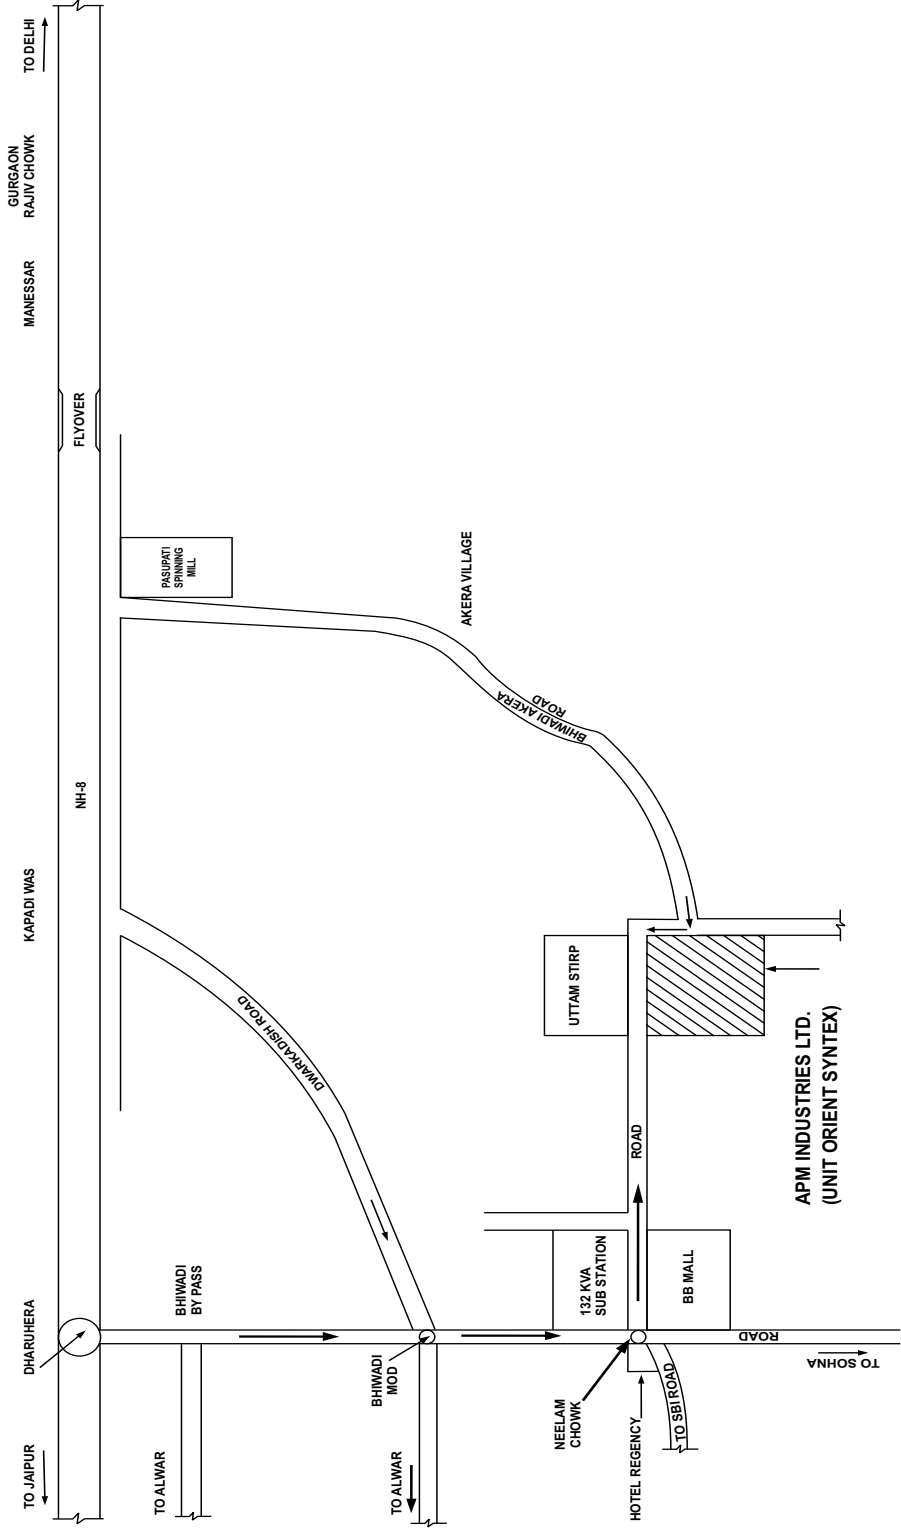 TO JAIPUR
DHARUHERA
KAPADI WAS
MANESSAR
GURGAON
RAJIV CHOWK
TO DELHI
NH-8
FLYOVER
TO ALWAR
BHIWADI
BY PASS
PASUPATI
SPINNING
MILL
DWARKADISH ROAD
TO ALWAR
BHIWADI
MOD
AKERA VILLAGE
BHIWADI AKERA
ROAD
NEELAM
CHOWK
132 KVA
SUB STATION
UTTAM STIRP
HOTEL REGENCY
ROAD
TO SBI ROAD
BB MALL
ROAD
TO SOHNA
APM INDUSTRIES LTD.
(UNIT ORIENT SYNTEX)